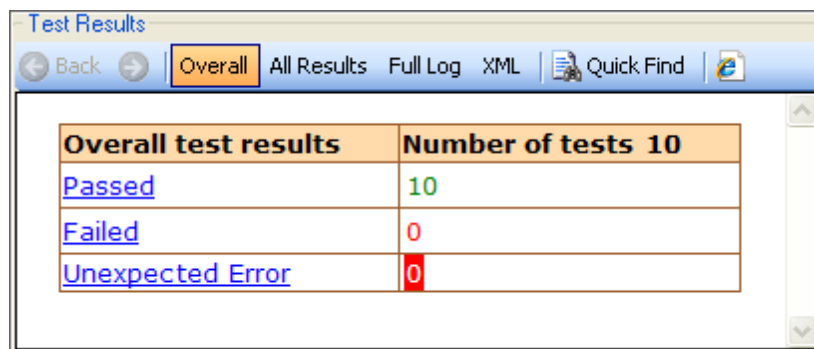 Test Results
Back Overall All Results Full Log XML Quick Find
Overall test results Number of tests 10
Passed 10
Failed 0
Unexpected Error 0